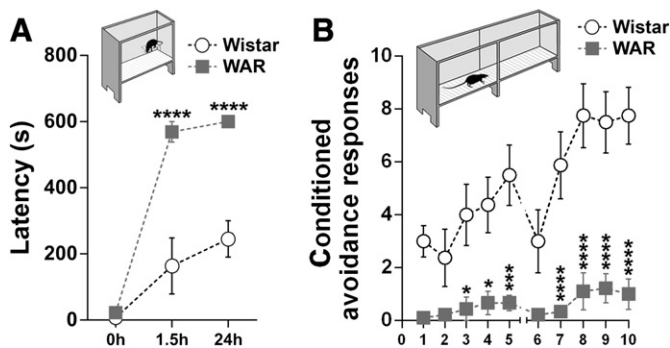 A
Wistar
WAR
800
600
400
200
0
Latency (s)
**** ****
0h 1.5h 24h
B
Wistar
WAR
10
8
6
4
2
0
Conditioned
avoidance responses
* * *** **** **** **** ****
0 1 2 3 4 5 6 7 8 9 10